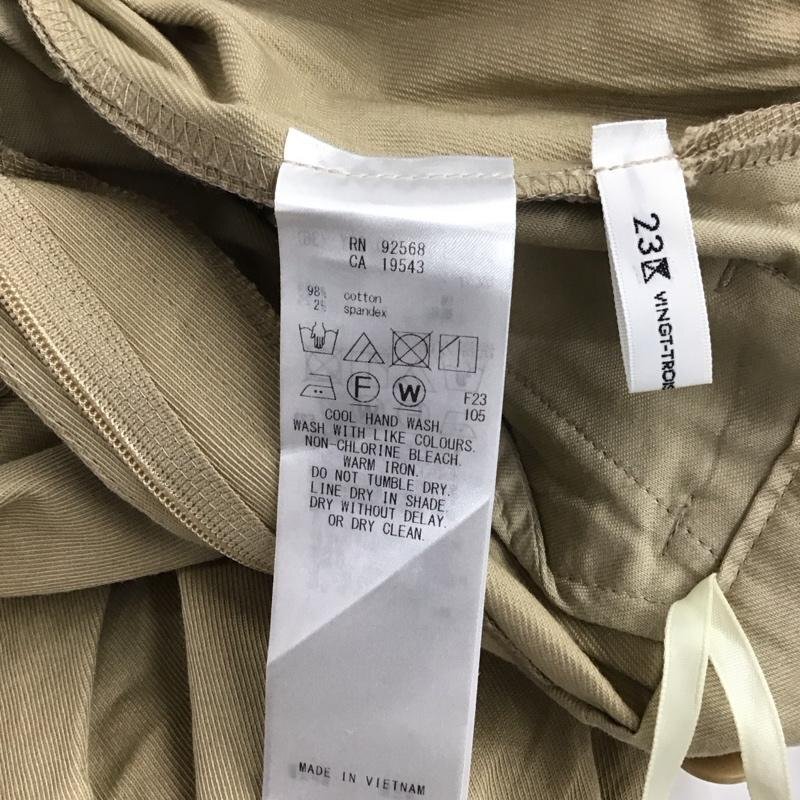 RN 92568
CA 19543
98% cotton
2% spandex
F W F23
105
COOL HAND WASH.
WASH WITH LIKE COLOURS.
NON-CHLORINE BLEACH.
WARM IRON.
DO NOT TUMBLE DRY.
LINE DRY IN SHADE.
DRY WITHOUT DELAY.
OR DRY CLEAN.
MADE IN VIETNAM
23
VINGT-TROIS